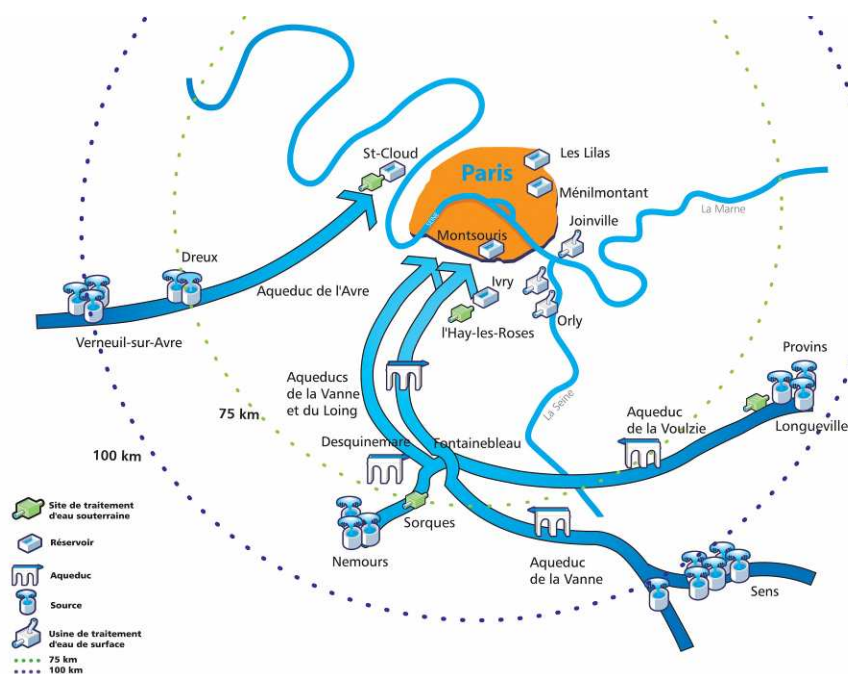 St-Cloud
Les Lilas
Paris
Ménilmontant
SEINE
La Marne
Joinville
Montsouris
Dreux
Ivry
Aqueduc de l'Avre
Orly
l'Hay-les-Roses
Verneuil-sur-Avre
Provins
Aqueducs
de la Vanne
et du Loing
75 km
La Seine
Aqueduc
de la Voulzie
Longueville
Desquinemare
Fontainebleau
100 km
Site de traitement
d'eau souterraine
Sorques
Réservoir
Nemours
Aqueduc
de la Vanne
Aqueduc
Sens
Source
Usine de traitement
d'eau de surface
75 km
100 km